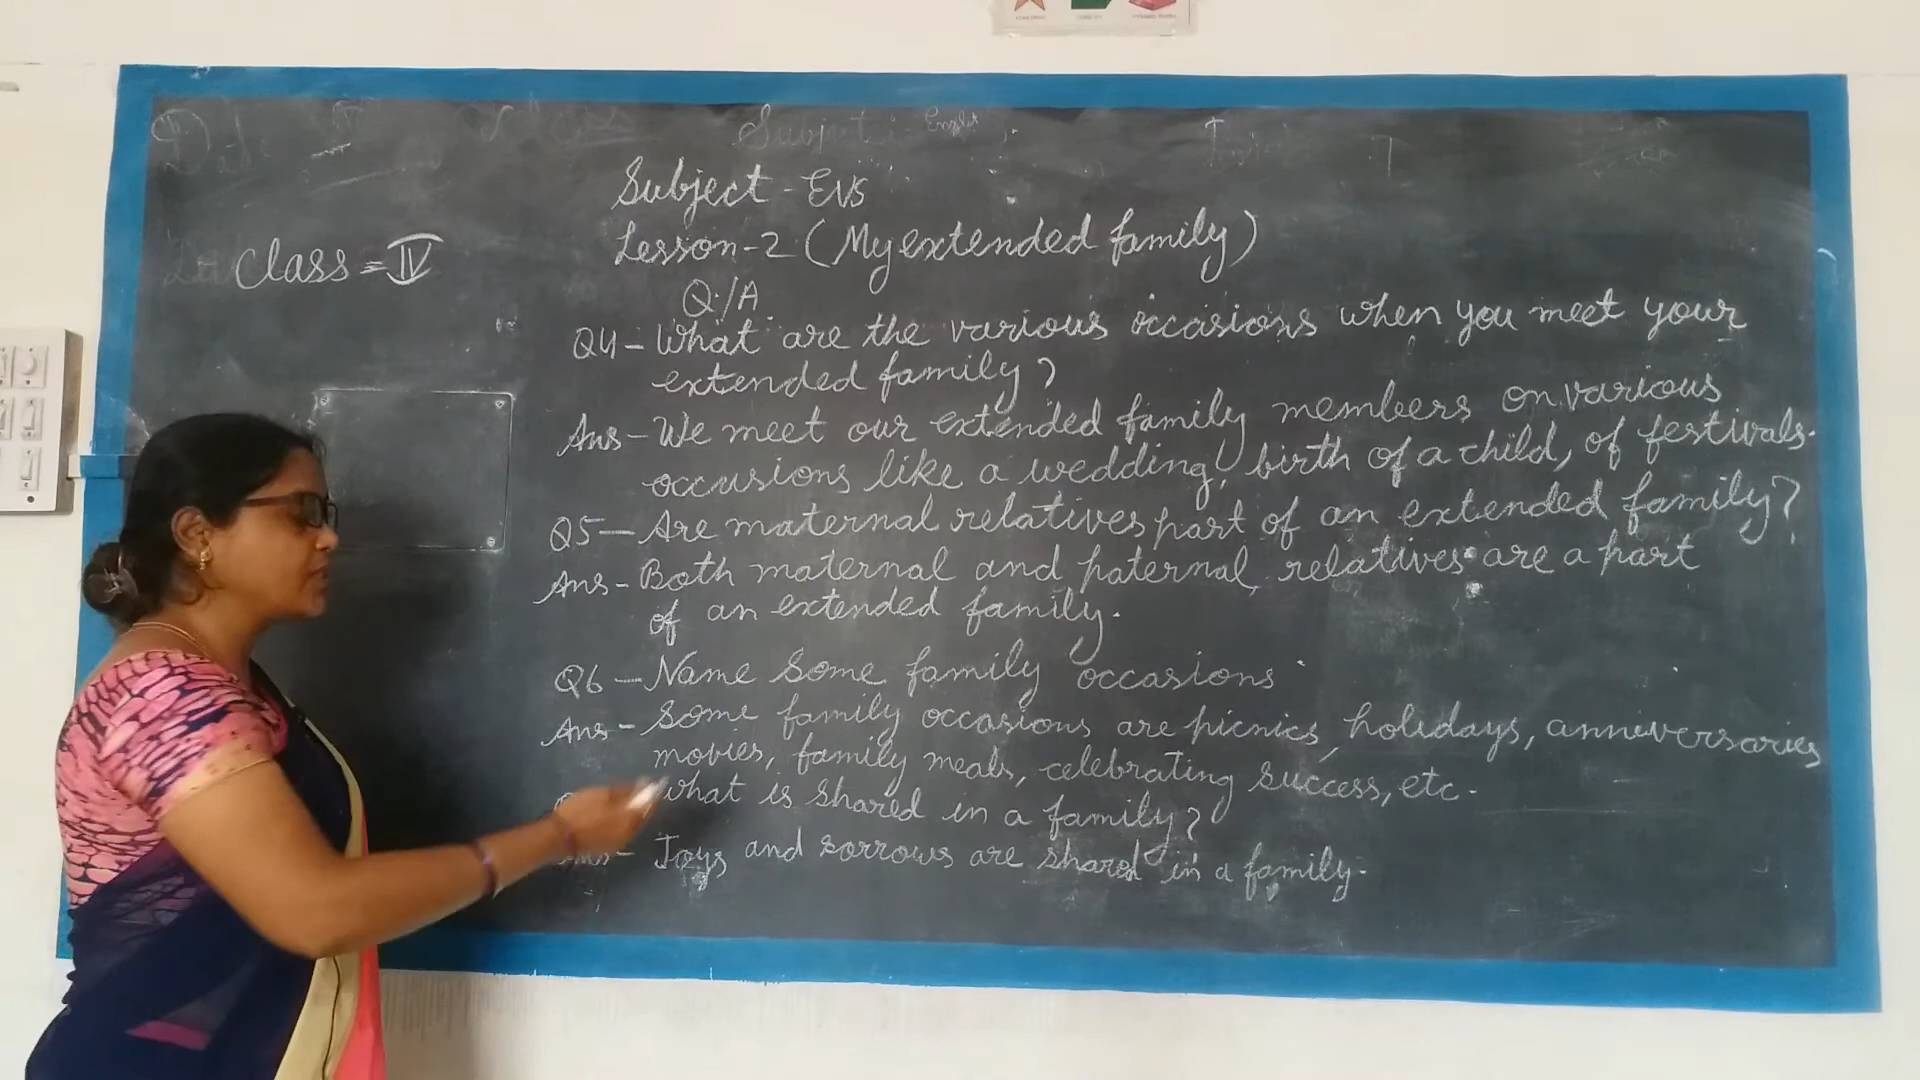 Subject :- English
Subject - EVS
Class = IV
Lesson-2 (My extended family)
Q/A
Q4 - What are the various occasions when you meet your
extended family?
Ans - We meet our extended family members on various
occusions like a wedding, birth of a child, of festivals.
Q5 - Are maternal relatives part of an extended family?
Ans - Both maternal and paternal relatives are a part
of an extended family.
Q6 - Name some family occasions
Ans - Some family occasions are picnics, holidays, anniversaries
movies, family meals, celebrating success, etc.
What is shared in a family?
Ans - Joys and sorrows are shared in a family.